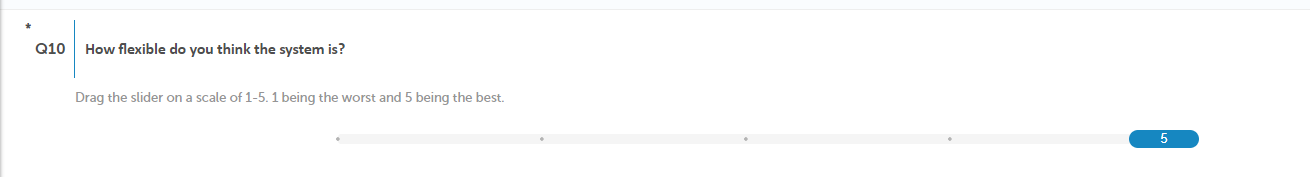 *
Q10 How flexible do you think the system is?
Drag the slider on a scale of 1-5. 1 being the worst and 5 being the best.
5